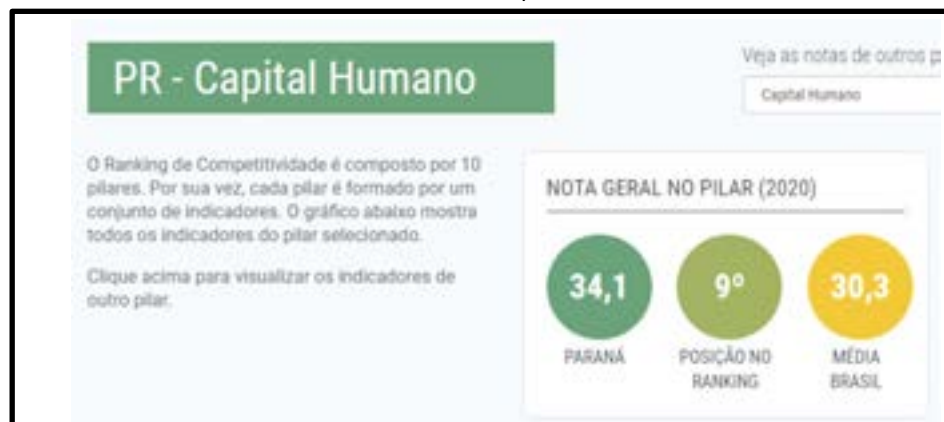 PR - Capital Humano
Veja as notas de outros
Capital Humano
O Ranking de Competitividade é composto por 10
pilares. Por sua vez, cada pilar é formado por um
conjunto de indicadores. O gráfico abaixo mostra
todos os indicadores do pilar selecionado.
Clique acima para visualizar os indicadores de
outro pilar.
NOTA GERAL NO PILAR (2020)
34,1
9º
30,3
PARANÁ
POSIÇÃO NO
RANKING
MÉDIA
BRASIL